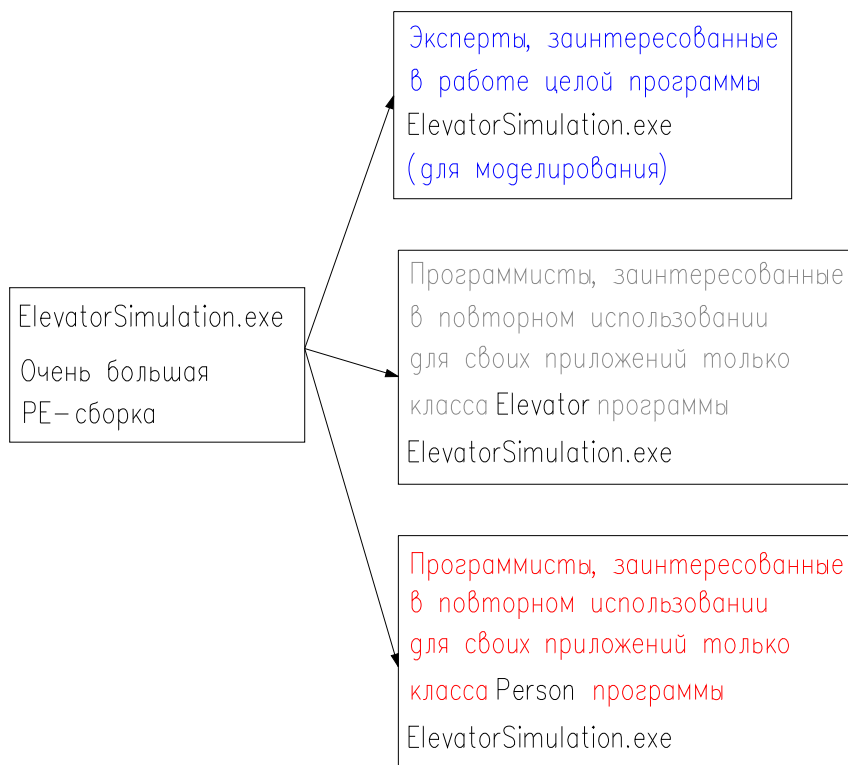 Эксперты, заинтересованные
в работе целой программы
ElevatorSimulation.exe
(для моделирования)
ElevatorSimulation.exe
Очень большая
PE-сборка
Программисты, заинтересованные
в повторном использовании
для своих приложений только
класса Elevator программы
ElevatorSimulation.exe
Программисты, заинтересованные
в повторном использовании
для своих приложений только
класса Person программы
ElevatorSimulation.exe